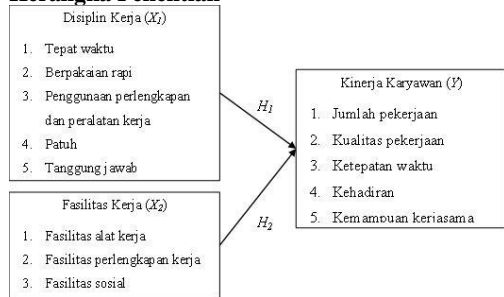 Kerangka Penelitian
Disiplin Kerja (X1)
1. Tepat waktu
2. Berpakaian rapi
3. Penggunaan perlengkapan
dan peralatan kerja
4. Patuh
5. Tanggung jawab
H1
Kinerja Karyawan (Y)
1. Jumlah pekerjaan
2. Kualitas pekerjaan
3. Ketepatan waktu
4. Kehadiran
5. Kemampuan kerjasama
Fasilitas Kerja (X2)
1. Fasilitas alat kerja
2. Fasilitas perlengkapan kerja
3. Fasilitas sosial
H2